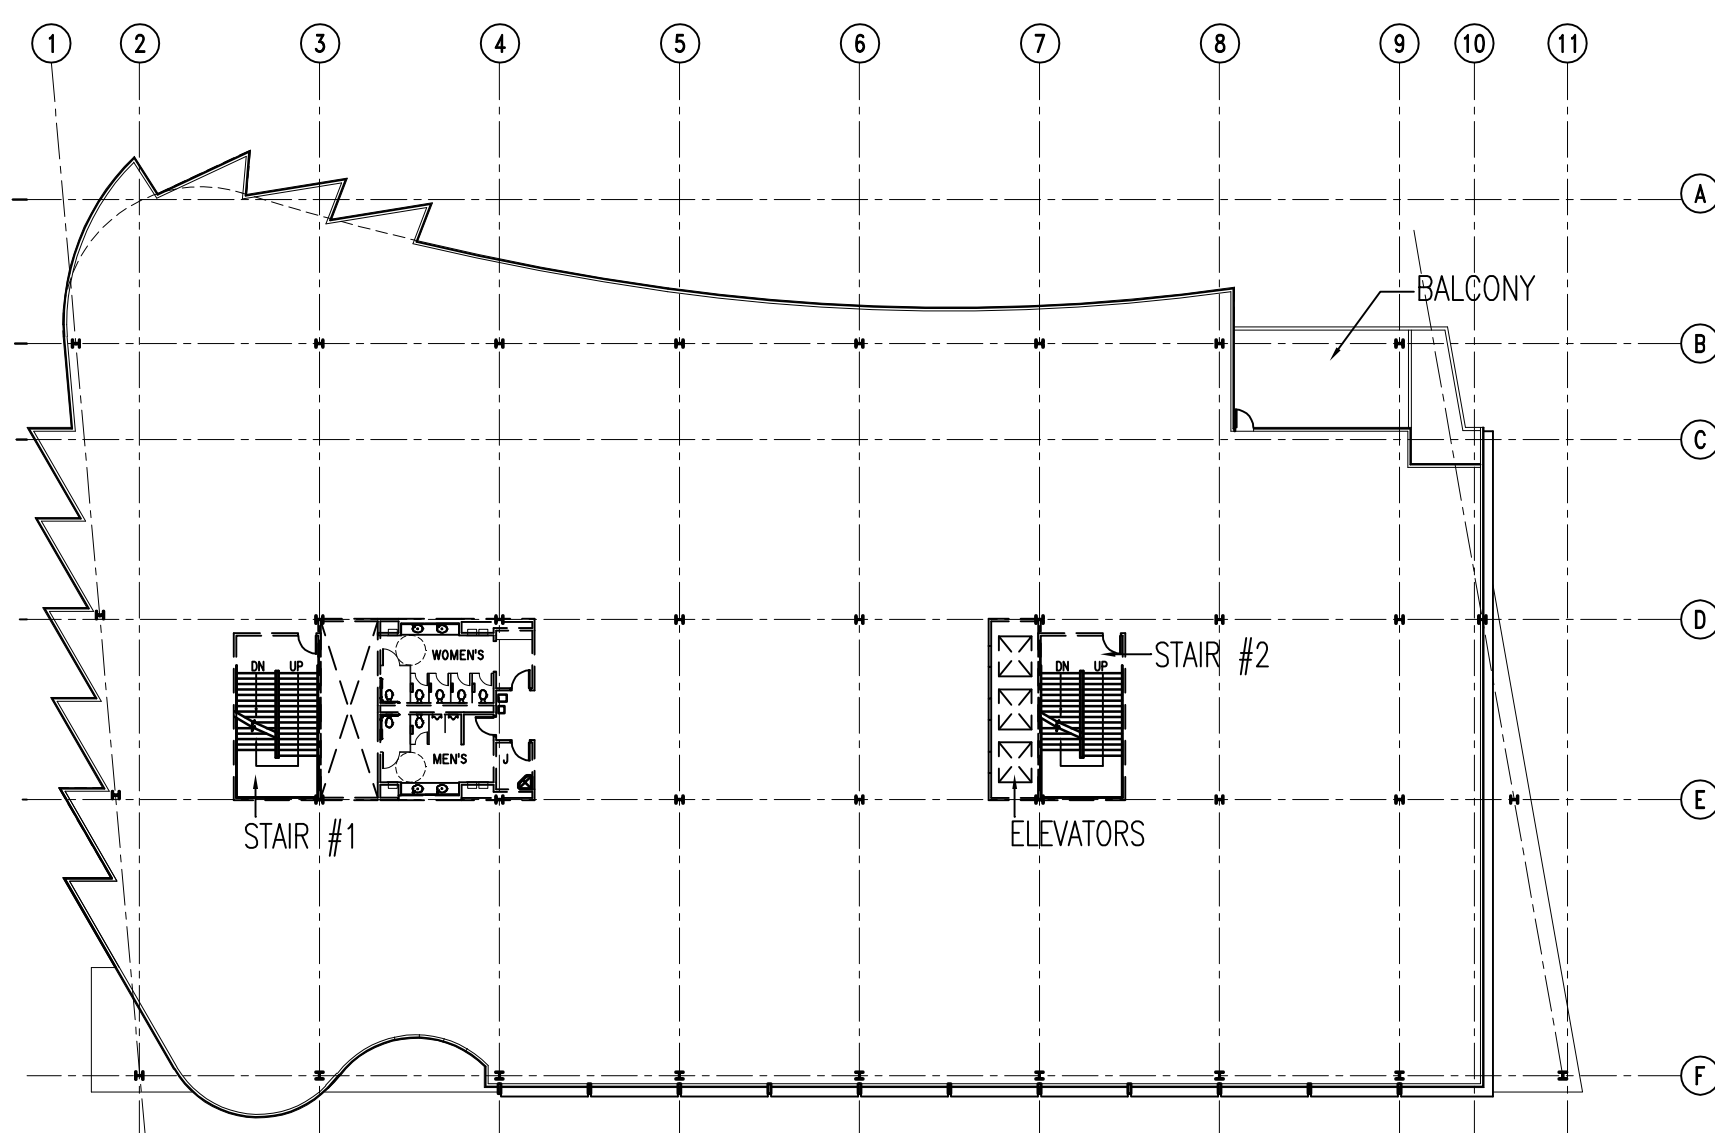 1
2
3
4
5
6
7
8
9
10
11
A
BALCONY
B
C
D
WOMEN'S
STAIR #2
DN UP
DN UP
MEN'S
J
E
STAIR #1
ELEVATORS
F